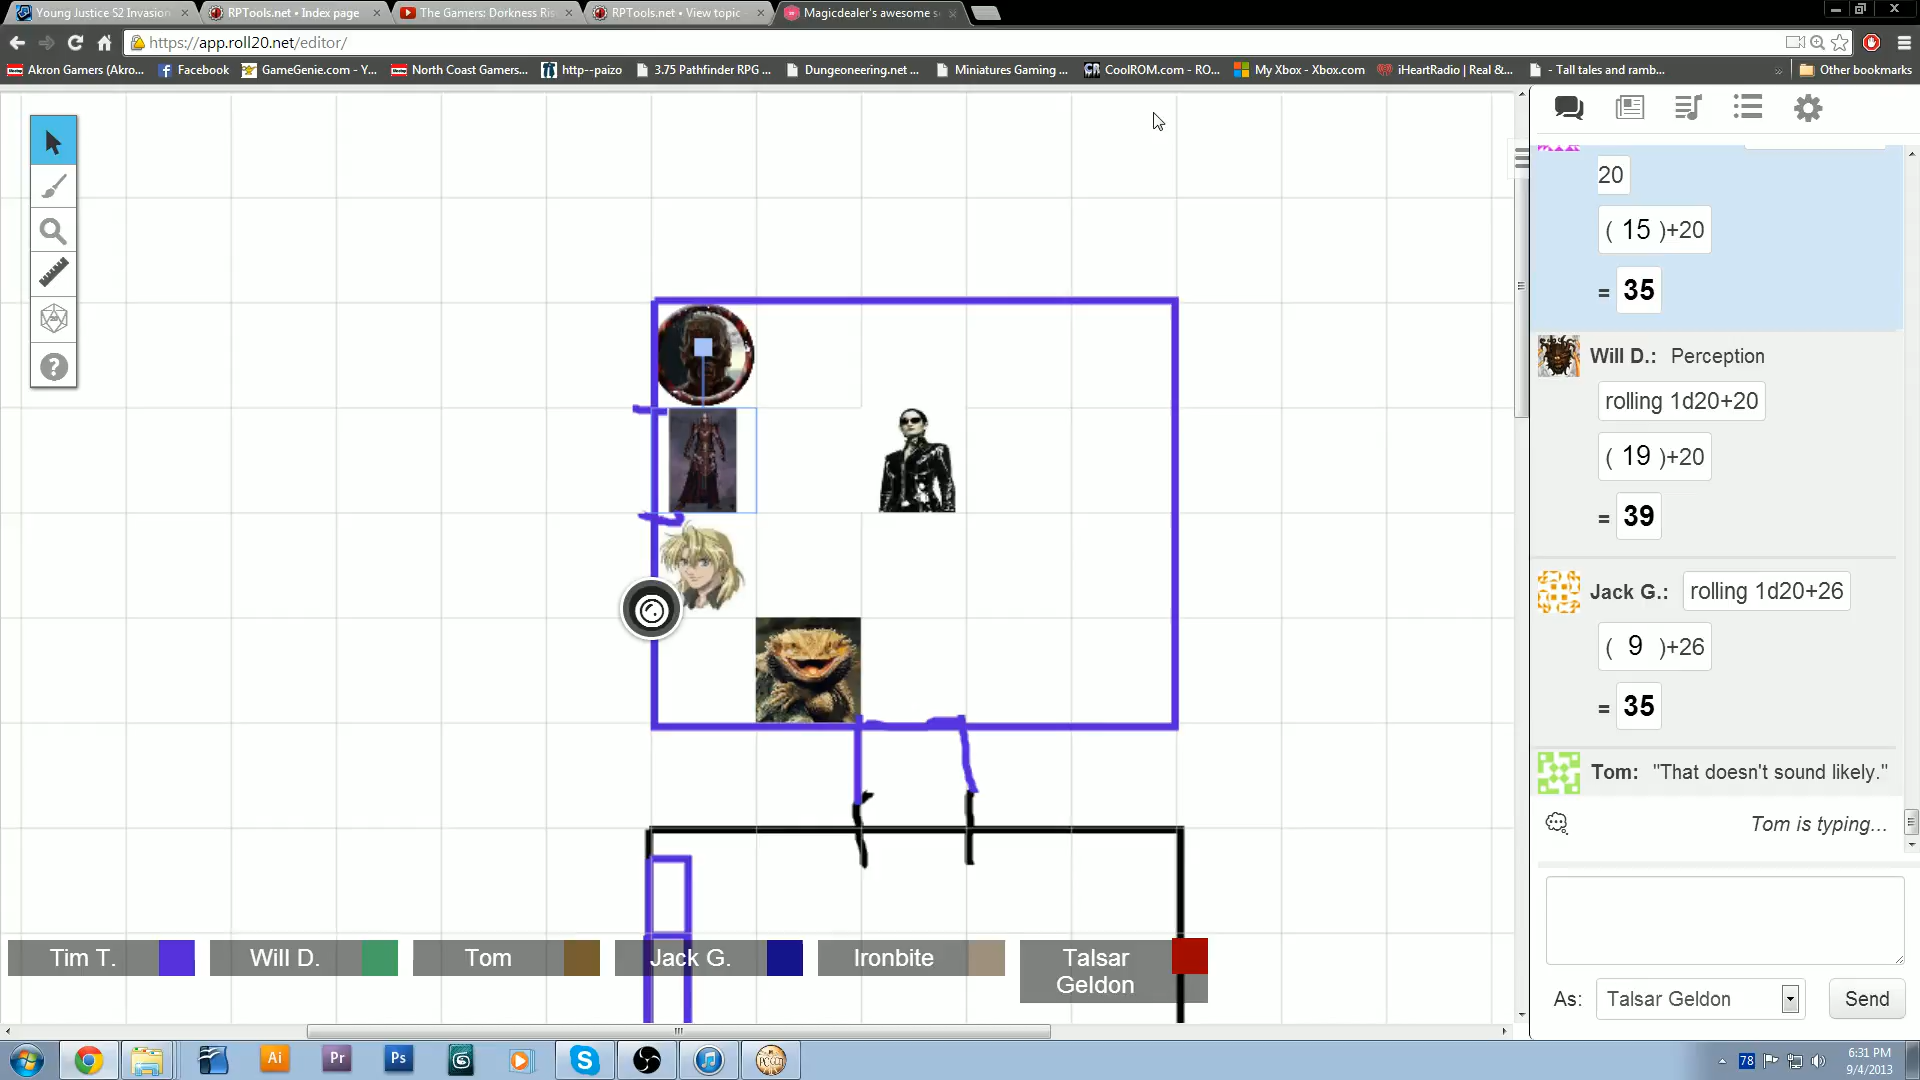 Young Justice S2 Invasion
RPTools.net • Index page
The Gamers: Dorkness Ris
RPTools.net • View topic -
Magicdealer's awesome s
https://app.roll20.net/editor/
Akron Gamers (Akro...
Facebook
GameGenie.com - Y...
North Coast Gamers...
http--paizo
3.75 Pathfinder RPG ...
Dungeoneering.net ...
Miniatures Gaming ...
CoolROM.com - RO...
My Xbox - Xbox.com
iHeartRadio | Real &...
- Tall tales and ramb...
Other bookmarks
20
( 15 )+20
= 35
Will D.: Perception
rolling 1d20+20
( 19 )+20
= 39
Jack G.: rolling 1d20+26
( 9 )+26
= 35
Tom: "That doesn't sound likely."
Tom is typing...
Tim T.
Will D.
Tom
Jack G.
Ironbite
Talsar
Geldon
As: Talsar Geldon
Send
Ai
Pr
Ps
78
6:31 PM
9/4/2013